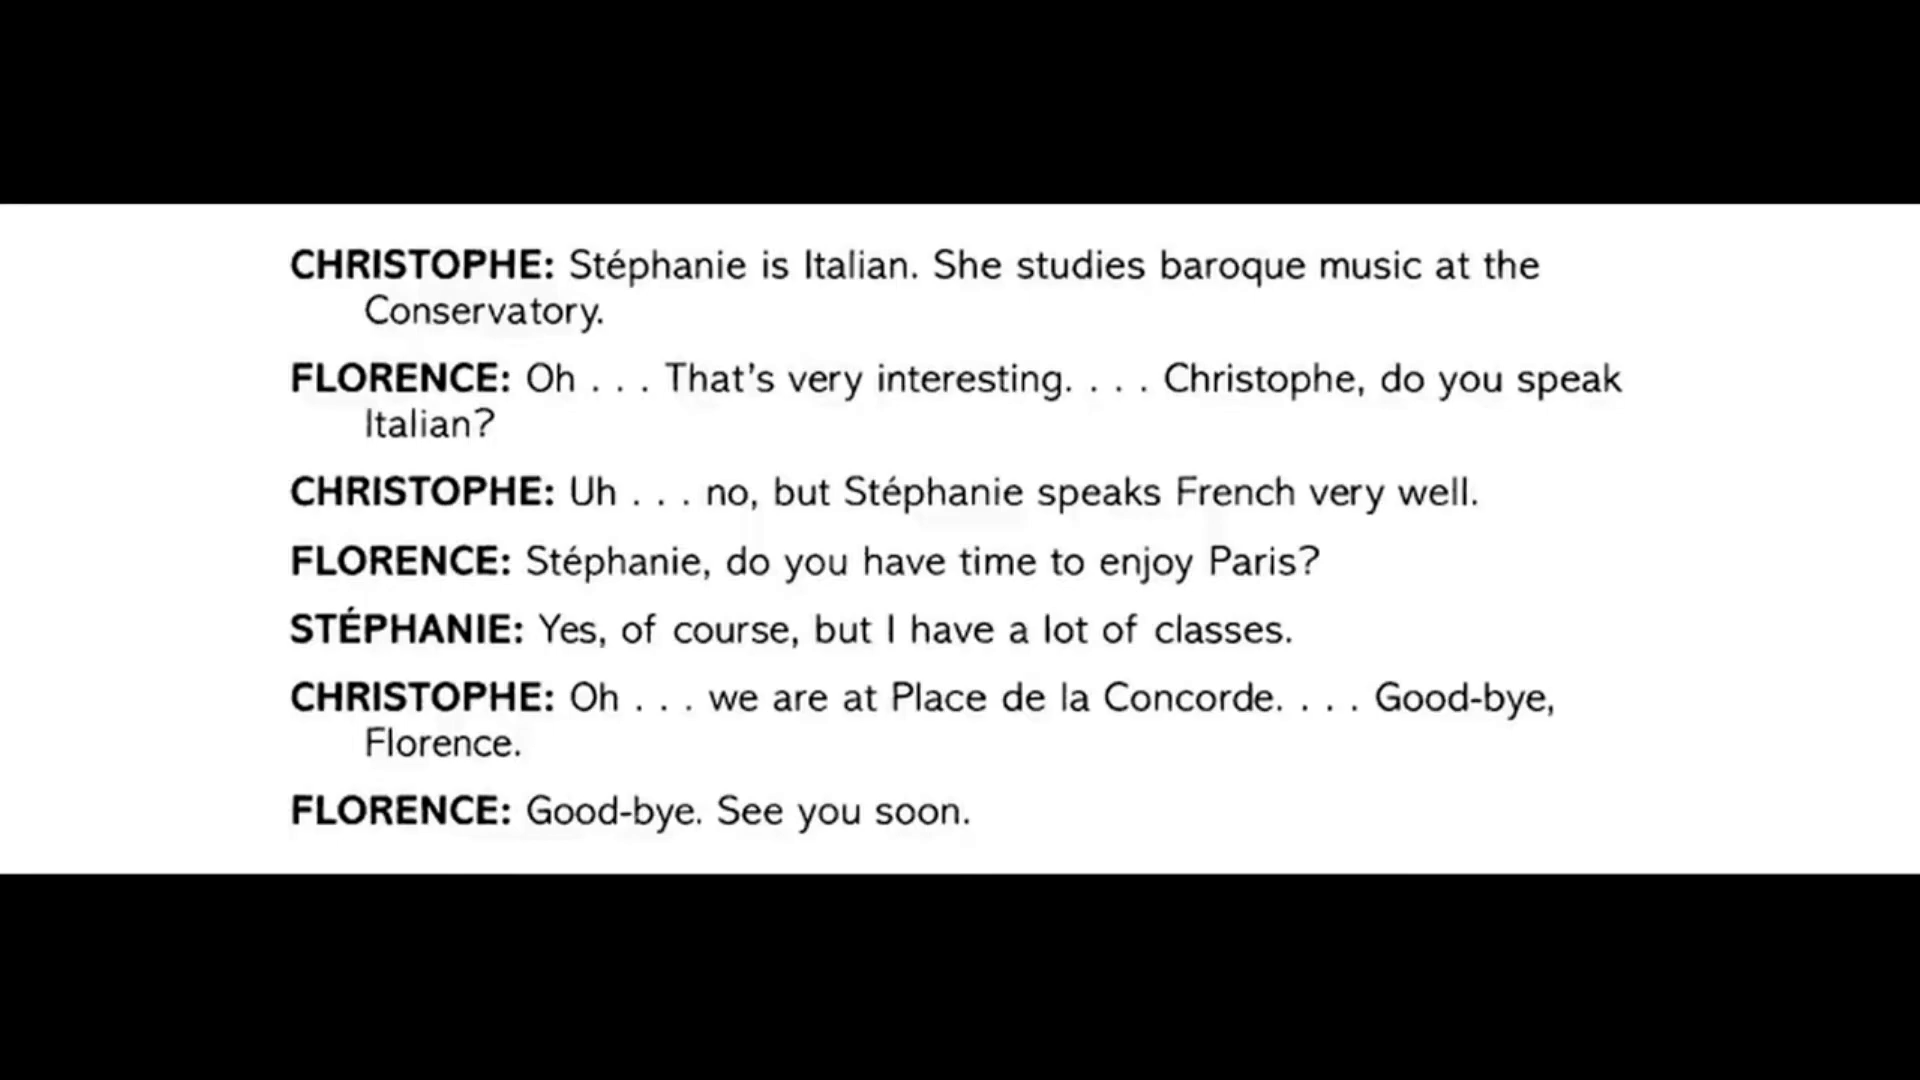 CHRISTOPHE: Stéphanie is Italian. She studies baroque music at the
Conservatory.
FLORENCE: Oh . . . That's very interesting. . . . Christophe, do you speak
Italian?
CHRISTOPHE: Uh . . . no, but Stéphanie speaks French very well.
FLORENCE: Stéphanie, do you have time to enjoy Paris?
STÉPHANIE: Yes, of course, but I have a lot of classes.
CHRISTOPHE: Oh . . . we are at Place de la Concorde. . . . Good-bye,
Florence.
FLORENCE: Good-bye. See you soon.